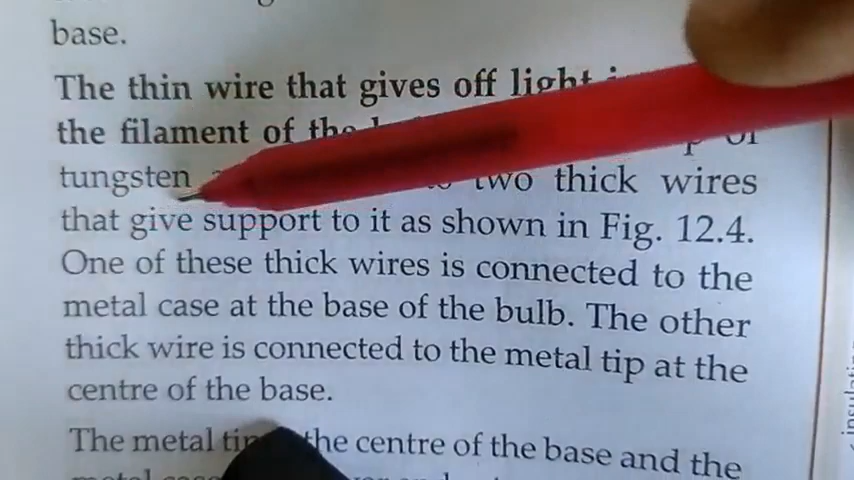 base.
The thin wire that gives off light
the filament of the
tungsten two thick wires
that give support to it as shown in Fig. 12.4.
One of these thick wires is connected to the
metal case at the base of the bulb. The other
thick wire is connected to the metal tip at the
centre of the base.
The metal tip the centre of the base and the